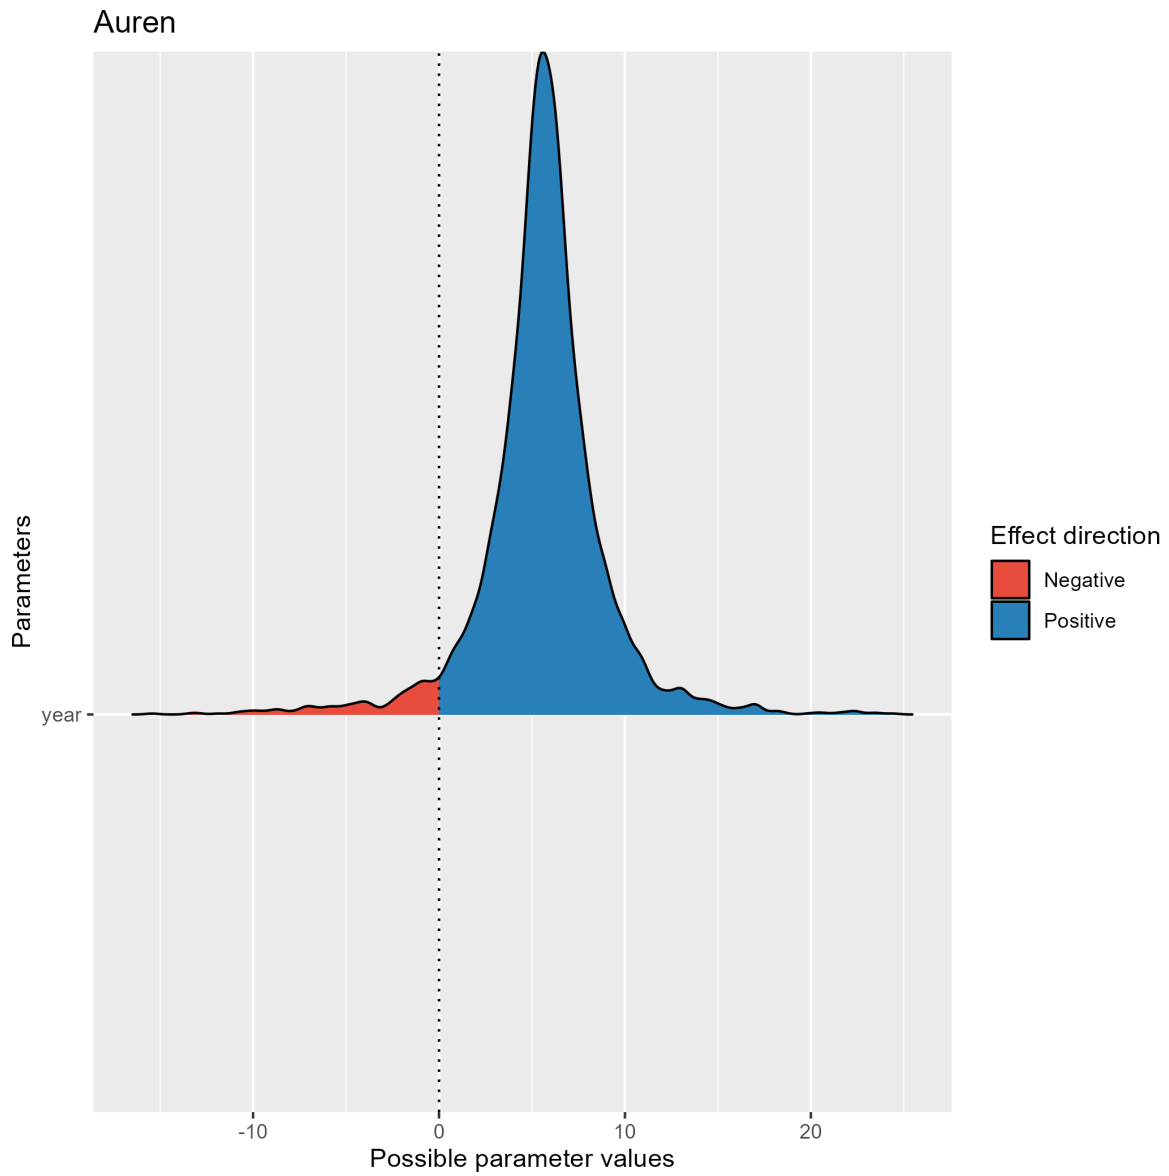 Auren
Parameters
year
-10
0
10
20
Possible parameter values
Effect direction
Negative
Positive